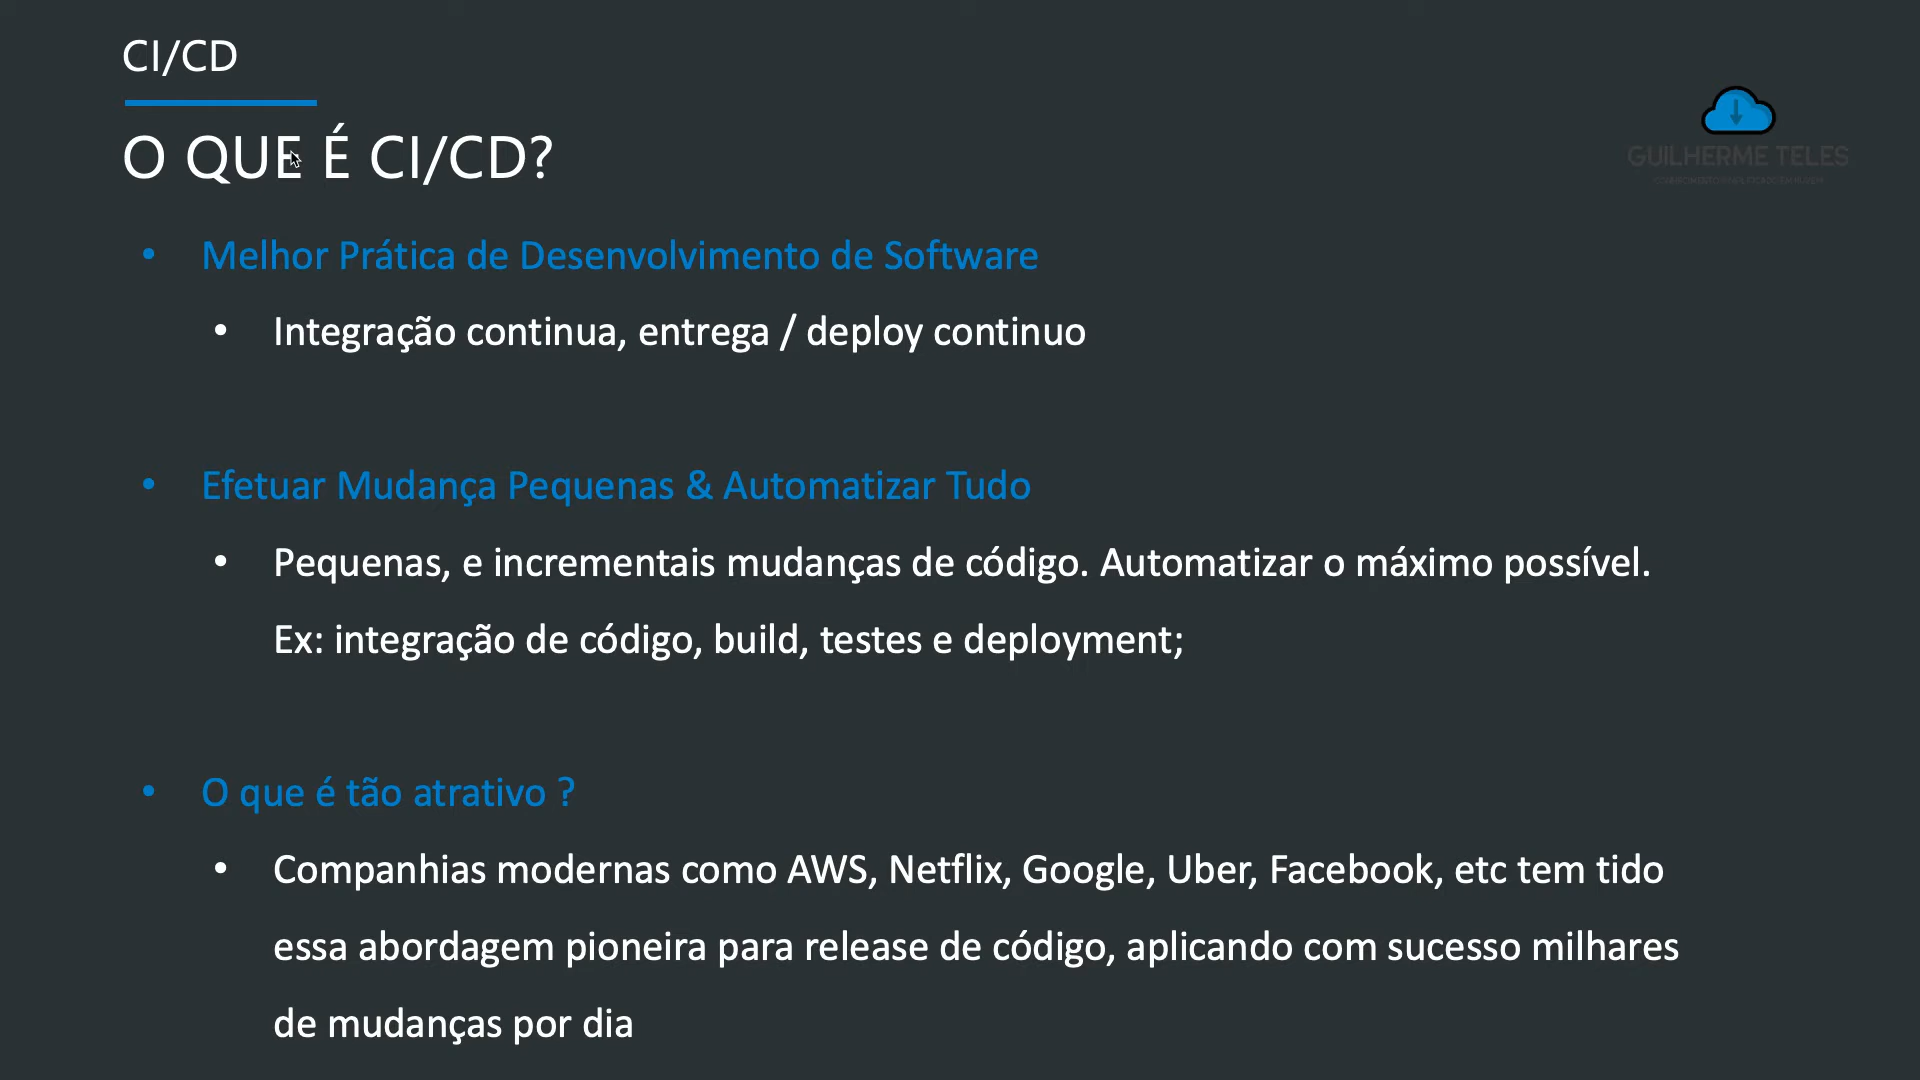 CI/CD
O QUE É CI/CD?
GUILHERME TELES
• Melhor Prática de Desenvolvimento de Software
• Integração continua, entrega / deploy continuo
• Efetuar Mudança Pequenas & Automatizar Tudo
• Pequenas, e incrementais mudanças de código. Automatizar o máximo possível.
Ex: integração de código, build, testes e deployment;
• O que é tão atrativo ?
• Companhias modernas como AWS, Netflix, Google, Uber, Facebook, etc tem tido
essa abordagem pioneira para release de código, aplicando com sucesso milhares
de mudanças por dia